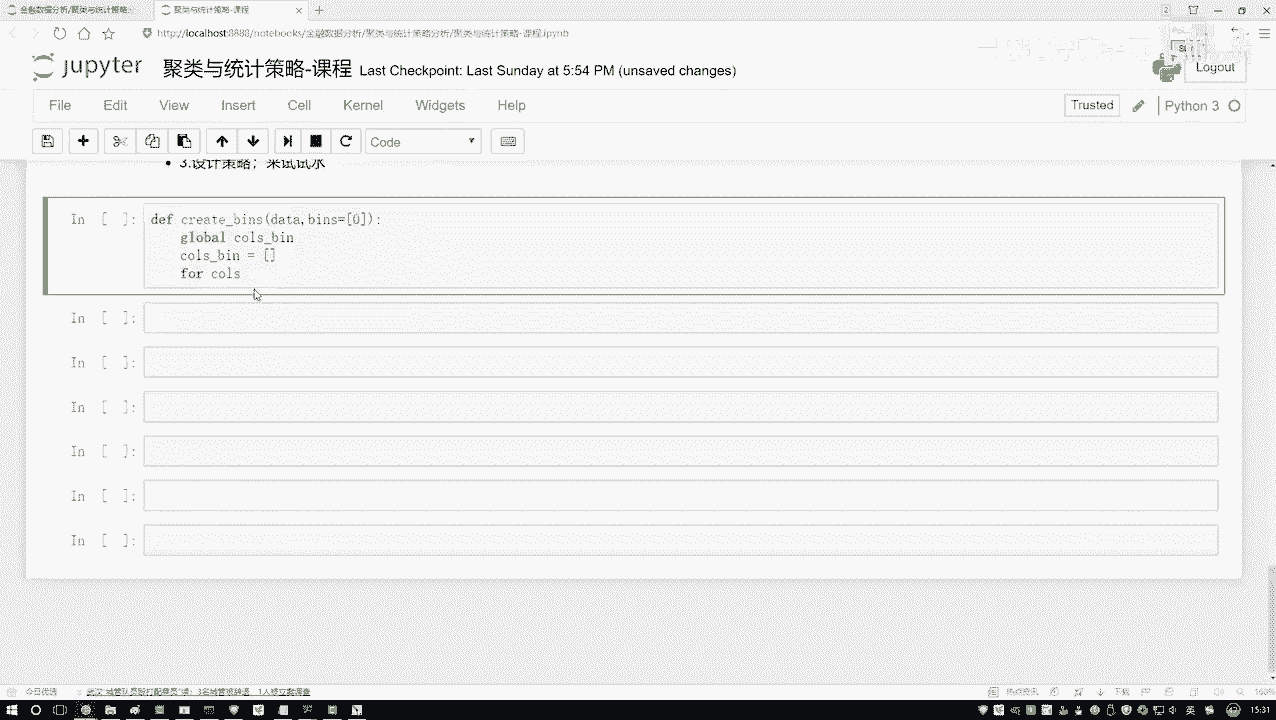 金融数据分析/聚类与统计策略
聚类与统计策略-课程
http://localhost:8888/notebooks/金融数据分析/聚类与统计策略分析/聚类与统计策略-课程.ipynb
jupyter 聚类与统计策略-课程 Last Checkpoint: Last Sunday at 5:54 PM (unsaved changes)
Logout
File Edit View Insert Cell Kernel Widgets Help
Trusted Python 3
Code
3.设计策略，来试试水
In [ ]: def create_bins(data,bins=[0]):
global cols_bin
cols_bin = []
for cols
In [ ]:
In [ ]:
In [ ]:
In [ ]:
In [ ]:
In [ ]:
今日优选
160%
15:31